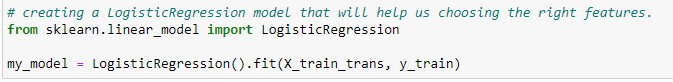 # creating a LogisticRegression model that will help us choosing the right features.
from sklearn.linear_model import LogisticRegression
my_model = LogisticRegression().fit(X_train_trans, y_train)